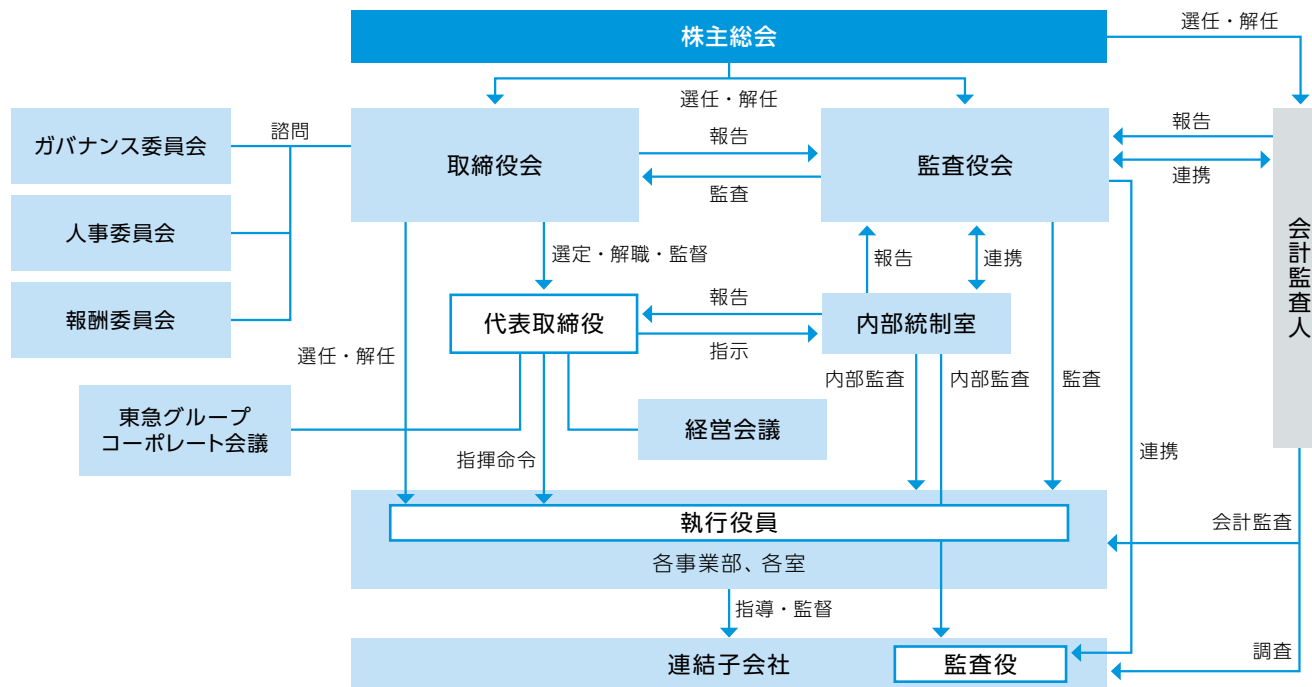 株主総会
選任・解任
選任・解任
ガバナンス委員会
諮問
取締役会
報告
監査
監査役会
報告
連携
人事委員会
選定・解職・監督
報告
連携
会計監査人
報酬委員会
代表取締役
報告
指示
内部統制室
選任・解任
内部監査
内部監査
監査
東急グループ
コーポレート会議
経営会議
指揮命令
連携
執行役員
会計監査
各事業部、各室
指導・監督
連結子会社
監査役
調査